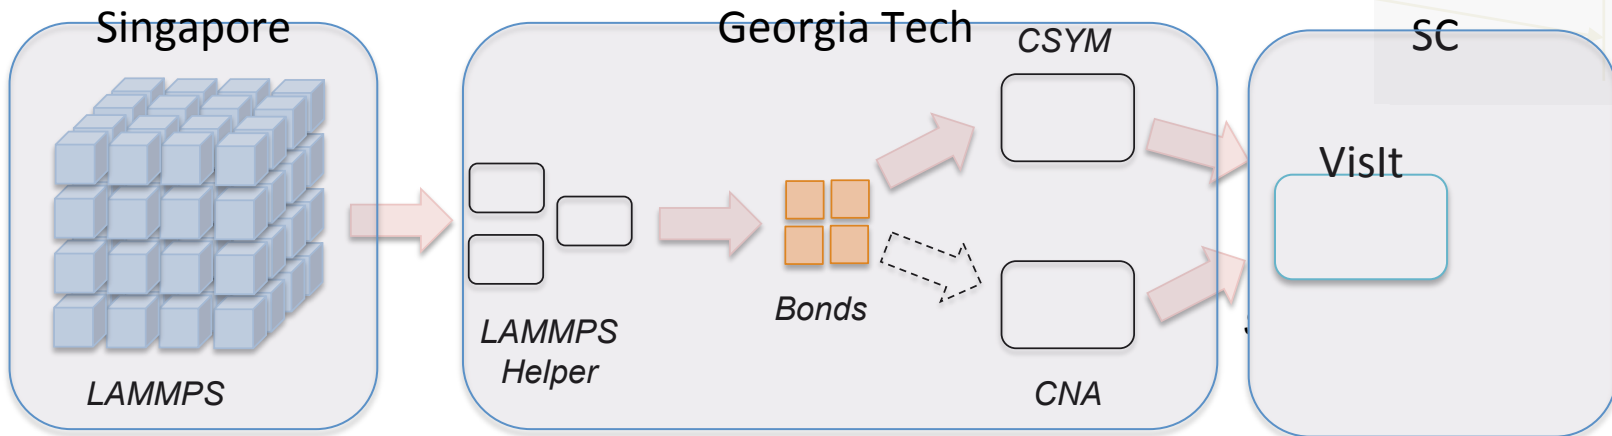 Singapore
Georgia Tech
SC
CSYM
VisIt
Bonds
LAMMPS
Helper
LAMMPS
CNA